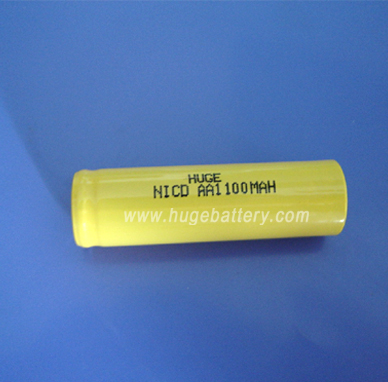 HUGE
NICD AA1100MAH
www.hugebattery.com